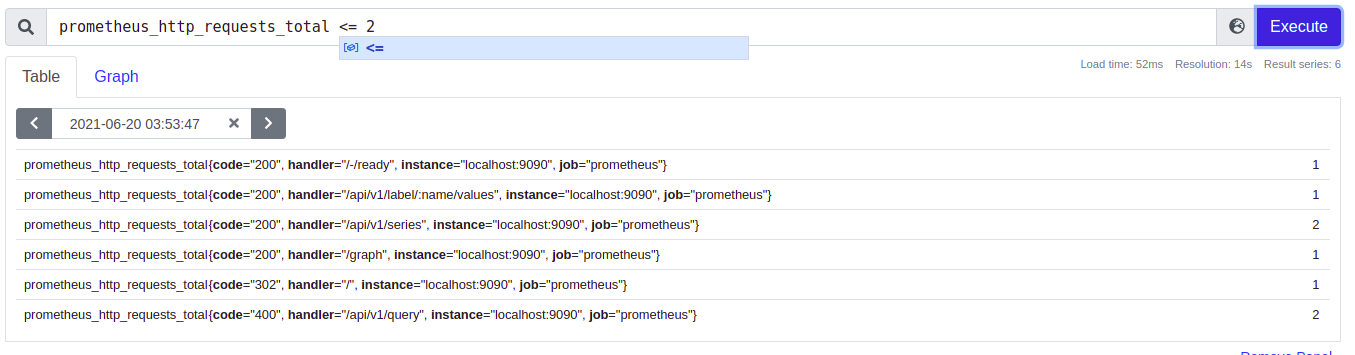 prometheus_http_requests_total <= 2
Execute
<=
Table Graph
Load time: 52ms Resolution: 14s Result series: 6
2021-06-20 03:53:47
prometheus_http_requests_total{code="200", handler="/-/ready", instance="localhost:9090", job="prometheus"} 1
prometheus_http_requests_total{code="200", handler="/api/v1/label/:name/values", instance="localhost:9090", job="prometheus"} 1
prometheus_http_requests_total{code="200", handler="/api/v1/series", instance="localhost:9090", job="prometheus"} 2
prometheus_http_requests_total{code="200", handler="/graph", instance="localhost:9090", job="prometheus"} 1
prometheus_http_requests_total{code="302", handler="/", instance="localhost:9090", job="prometheus"} 1
prometheus_http_requests_total{code="400", handler="/api/v1/query", instance="localhost:9090", job="prometheus"} 2
Remove Panel